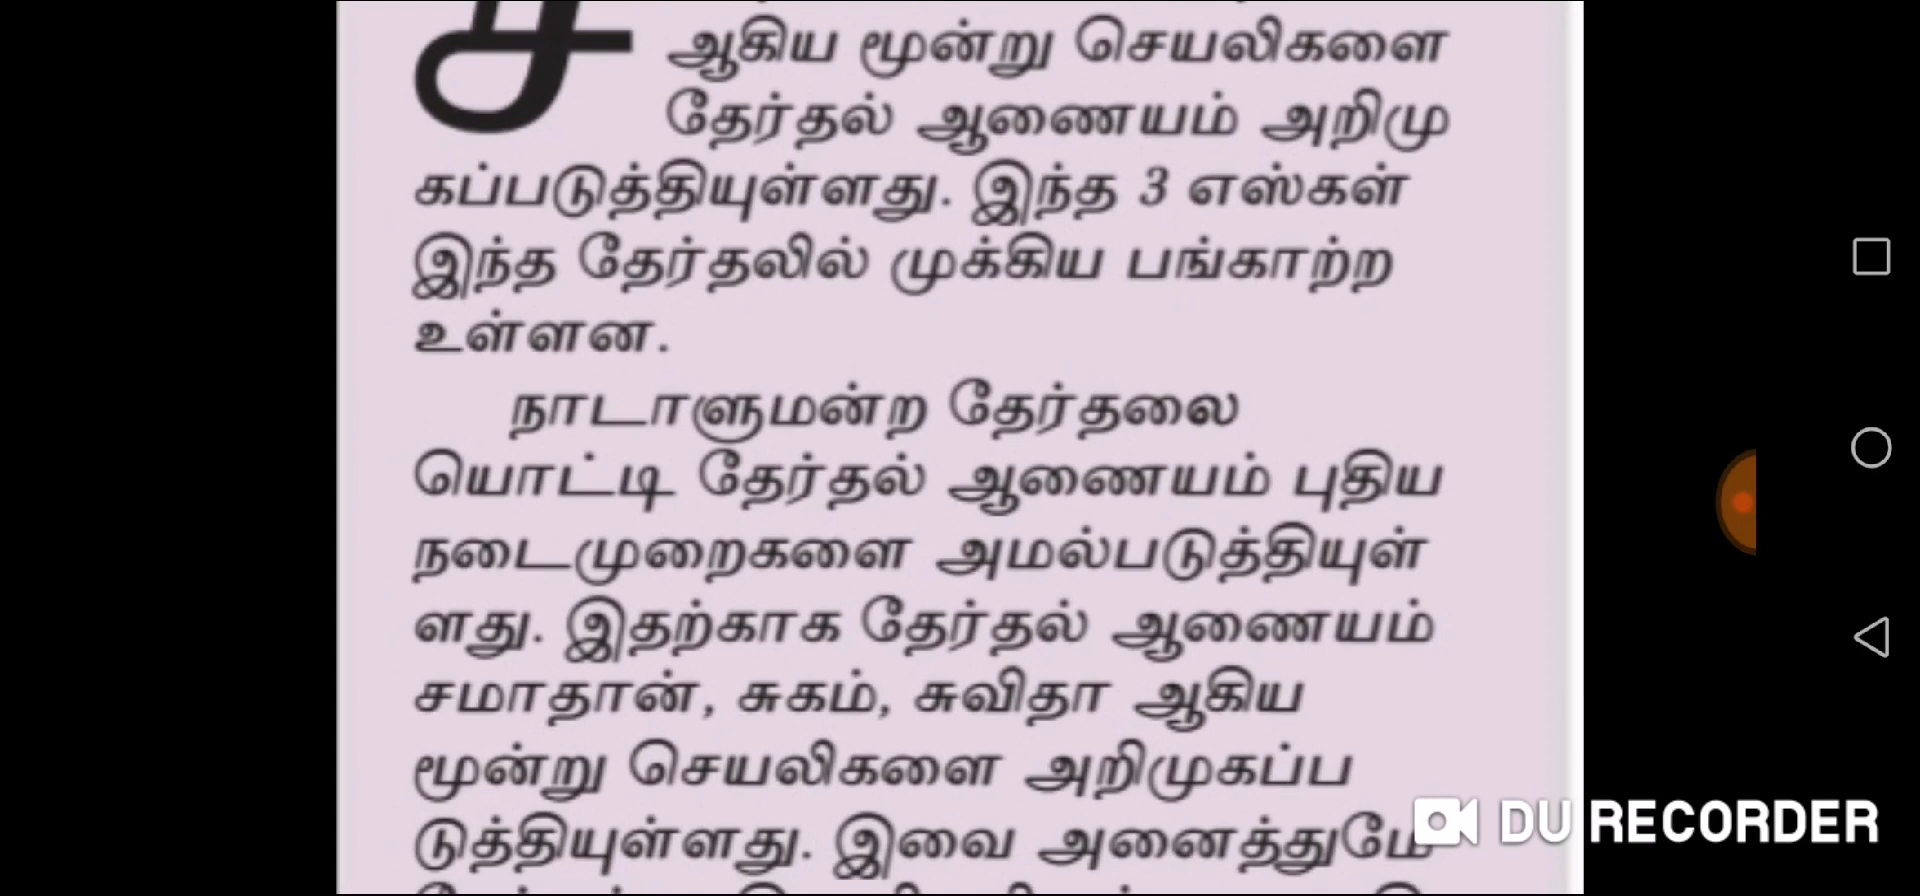 ச
ஆகிய மூன்று செயலிகளை
தேர்தல் ஆணையம் அறிமு
கப்படுத்தியுள்ளது. இந்த 3 எஸ்கள்
இந்த தேர்தலில் முக்கிய பங்காற்ற
உள்ளன.
நாடாளுமன்ற தேர்தலை
யொட்டி தேர்தல் ஆணையம் புதிய
நடைமுறைகளை அமல்படுத்தியுள்
ளது. இதற்காக தேர்தல் ஆணையம்
சமாதான், சுகம், சுவிதா ஆகிய
மூன்று செயலிகளை அறிமுகப்ப
டுத்தியுள்ளது. இவை அனைத்துமே
DU RECORDER